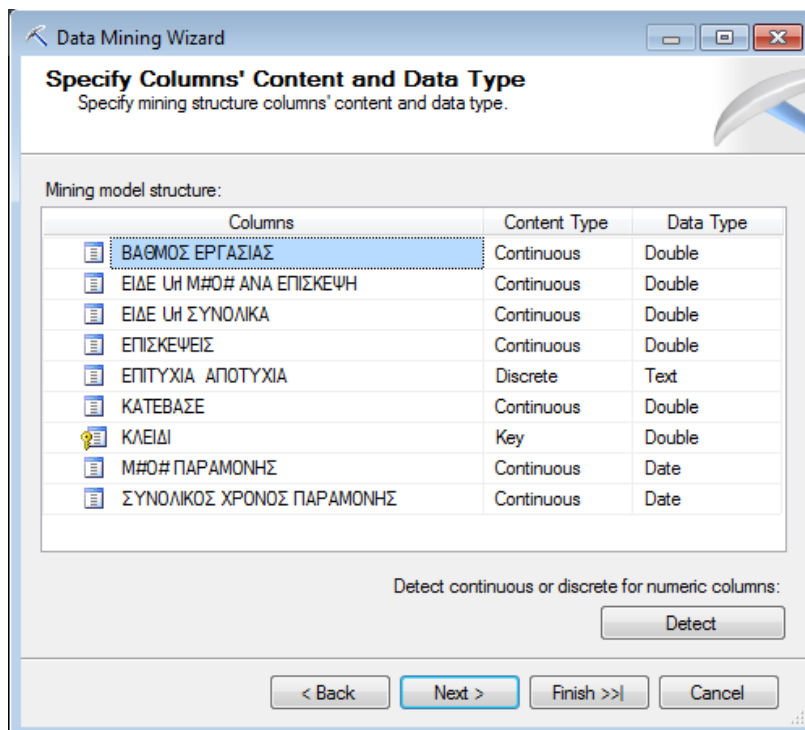 Data Mining Wizard
Specify Columns' Content and Data Type
Specify mining structure columns' content and data type.
Mining model structure:
Columns Content Type Data Type
ΒΑΘΜΟΣ ΕΡΓΑΣΙΑΣ Continuous Double
ΕΙΔΕ Url Μ#Ο# ΑΝΑ ΕΠΙΣΚΕΨΗ Continuous Double
ΕΙΔΕ Url ΣΥΝΟΛΙΚΑ Continuous Double
ΕΠΙΣΚΕΨΕΙΣ Continuous Double
ΕΠΙΤΥΧΙΑ ΑΠΟΤΥΧΙΑ Discrete Text
ΚΑΤΕΒΑΣΕ Continuous Double
ΚΛΕΙΔΙ Key Double
Μ#Ο# ΠΑΡΑΜΟΝΗΣ Continuous Date
ΣΥΝΟΛΙΚΟΣ ΧΡΟΝΟΣ ΠΑΡΑΜΟΝΗΣ Continuous Date
Detect continuous or discrete for numeric columns:
Detect
< Back Next > Finish >>| Cancel